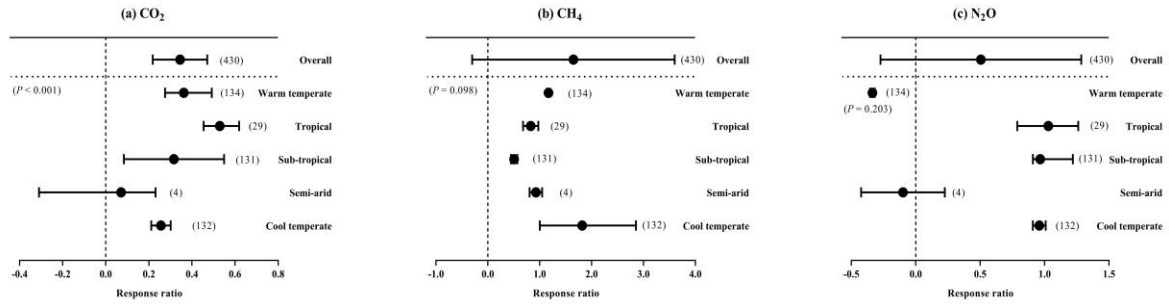 (a) CO₂
(430) Overall
(P < 0.001)
(134) Warm temperate
(29) Tropical
(131) Sub-tropical
(4) Semi-arid
(132) Cool temperate
-0.4 -0.2 0.0 0.2 0.4 0.6 0.8
Response ratio
(b) CH₄
(430) Overall
(P = 0.098)
(134) Warm temperate
(29) Tropical
(131) Sub-tropical
(4) Semi-arid
(132) Cool temperate
-1.0 0.0 1.0 2.0 3.0 4.0
Response ratio
(c) N₂O
(430) Overall
(134) Warm temperate
(P = 0.203)
(29) Tropical
(131) Sub-tropical
(4) Semi-arid
(132) Cool temperate
-0.5 0.0 0.5 1.0 1.5
Response ratio